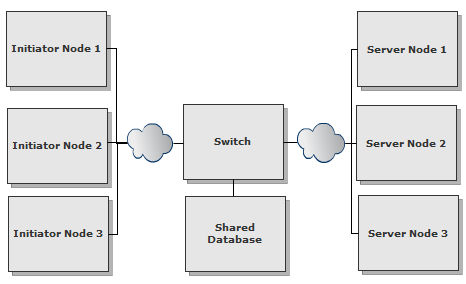 Initiator Node 1
Server Node 1
Initiator Node 2
Switch
Server Node 2
Initiator Node 3
Shared
Database
Server Node 3